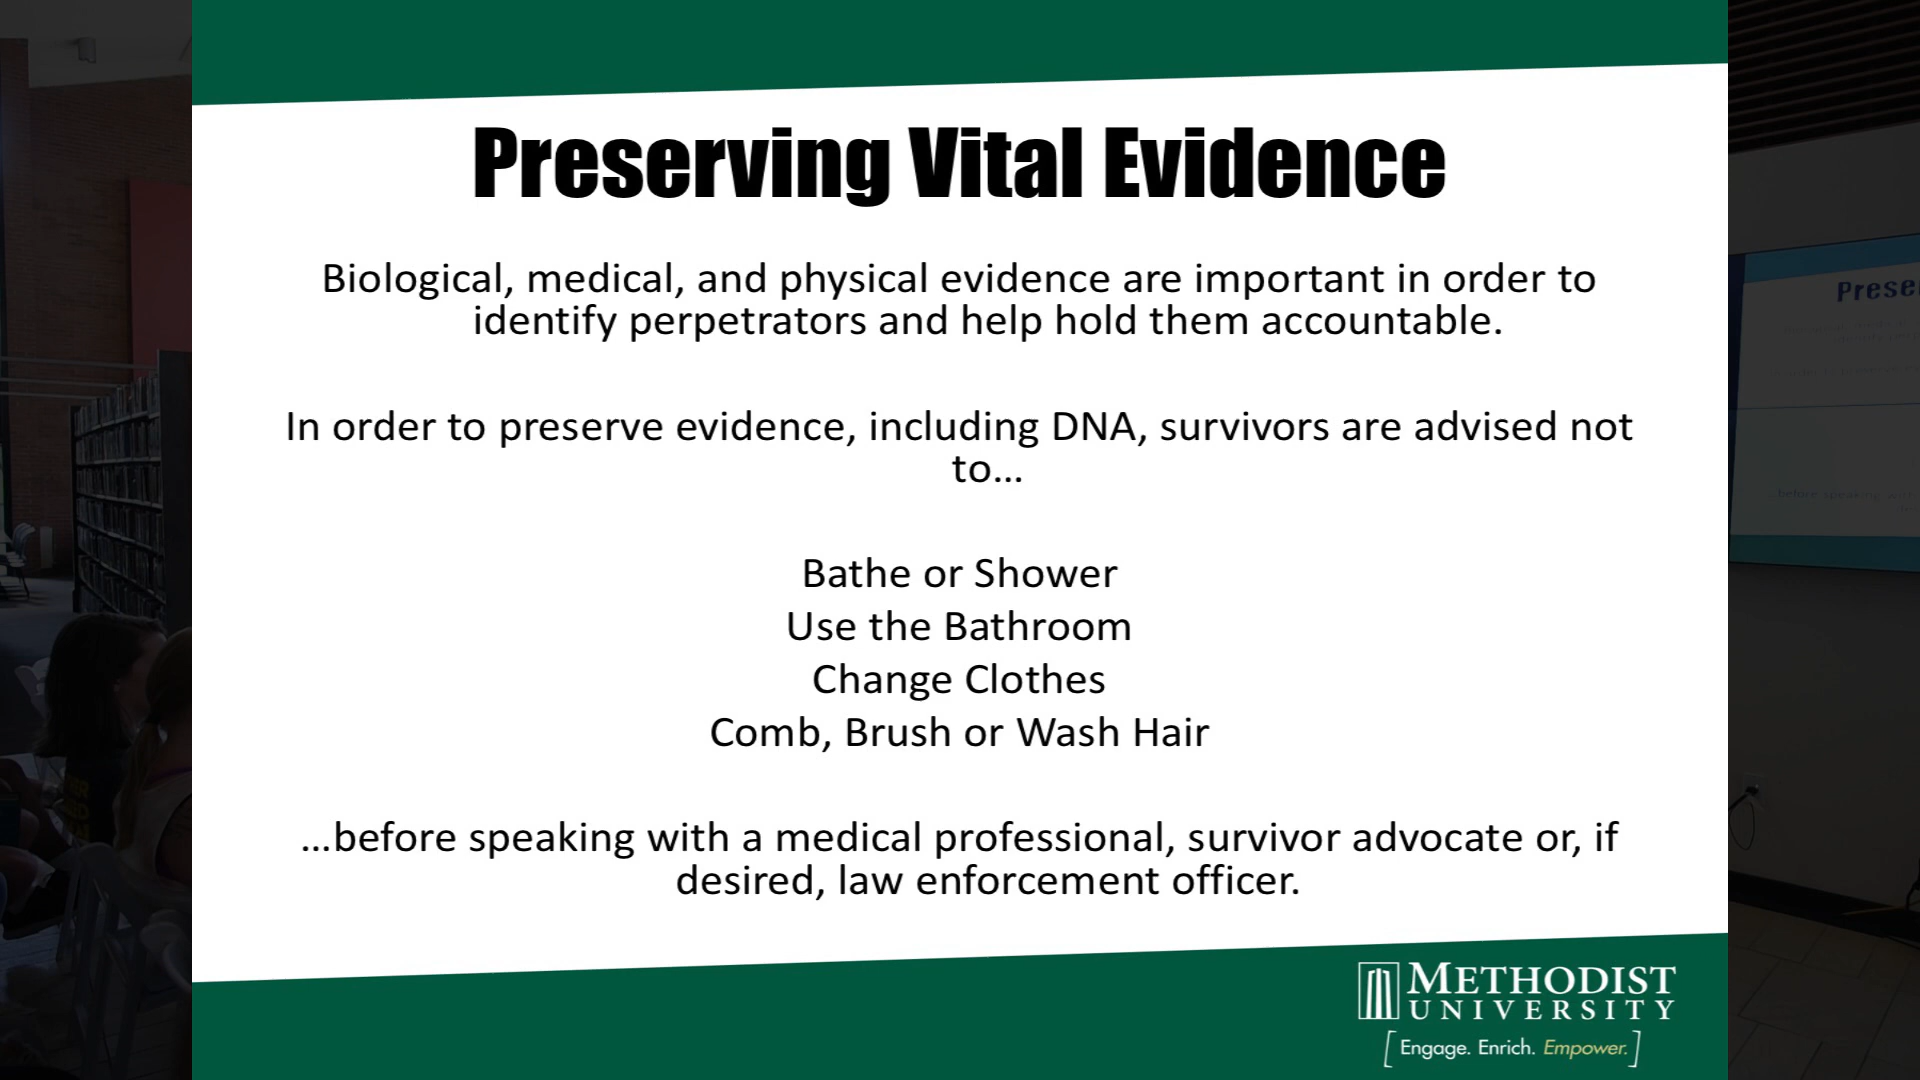 Preserving Vital Evidence
Biological, medical, and physical evidence are important in order to
identify perpetrators and help hold them accountable.
In order to preserve evidence, including DNA, survivors are advised not
to...
Bathe or Shower
Use the Bathroom
Change Clothes
Comb, Brush or Wash Hair
...before speaking with a medical professional, survivor advocate or, if
desired, law enforcement officer.
METHODIST
UNIVERSITY
[Engage. Enrich. Empower.]
Prese
...before speaking